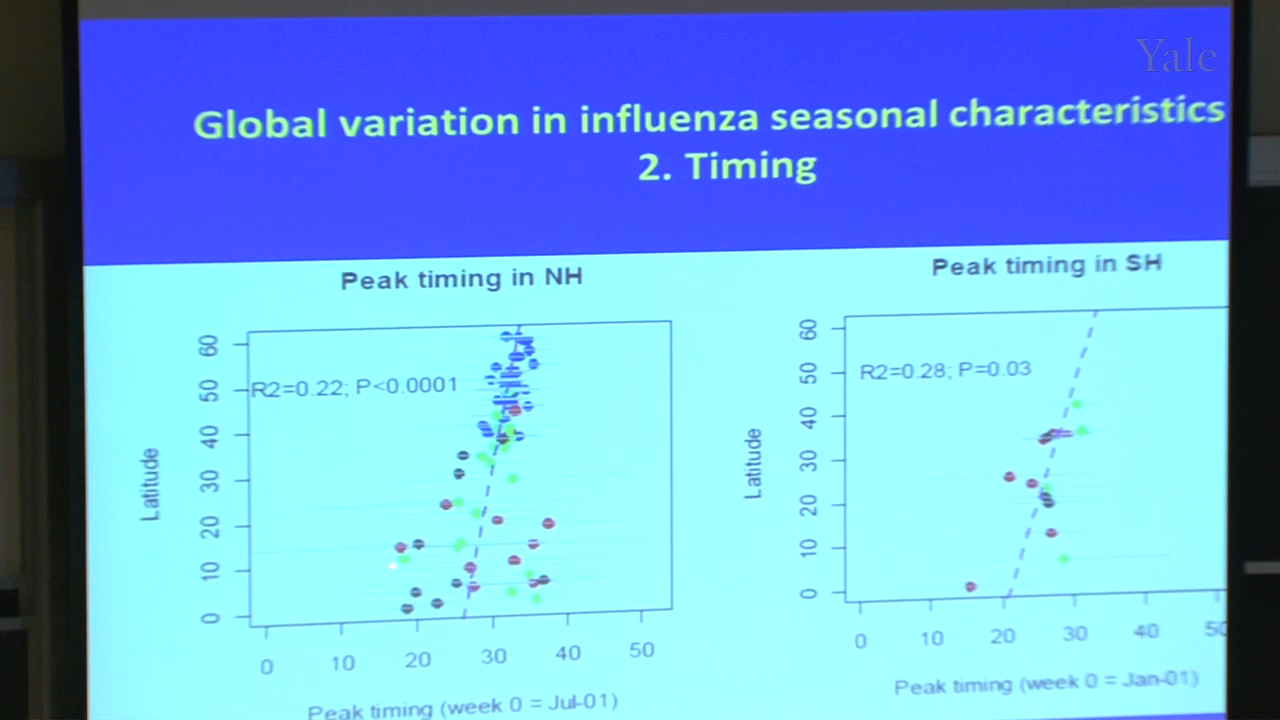 Yale
Global variation in influenza seasonal characteristics
2. Timing
Peak timing in NH
R2=0.22; P<0.0001
Latitude
60
50
40
30
20
10
0
0 10 20 30 40 50
Peak timing (week 0 = Jul-01)
Peak timing in SH
R2=0.28; P=0.03
Latitude
60
50
40
30
20
10
0
0 10 20 30 40 50
Peak timing (week 0 = Jan-01)